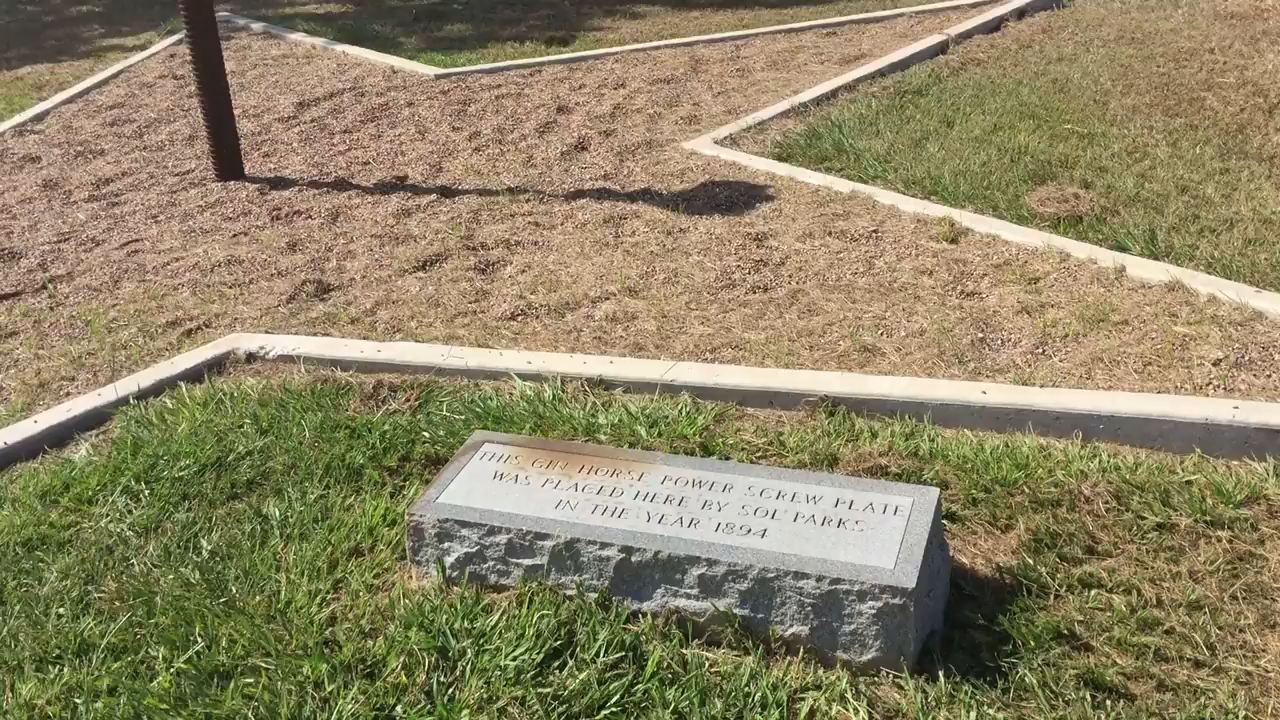 THIS GIN HORSE POWER SCREW PLATE
WAS PLACED HERE BY SOL PARKS
IN THE YEAR 1894